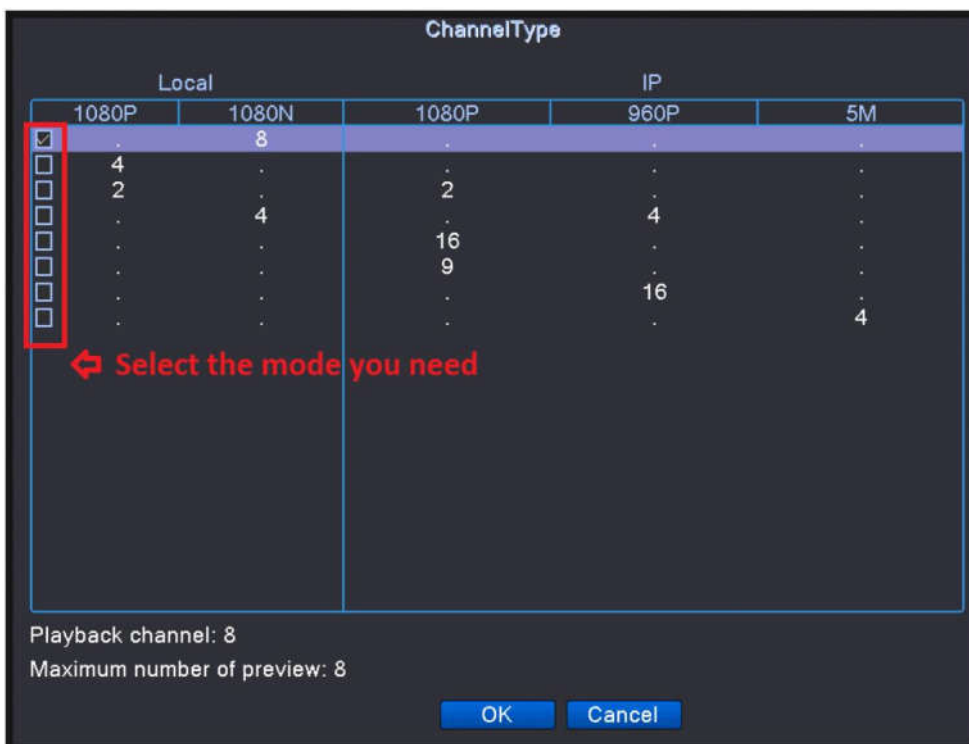 ChannelType
Local IP
1080P 1080N 1080P 960P 5M
. 8 . . .
4 . . . .
2 . 2 . .
. 4 . 4 .
. . 16 . .
. . 9 . .
. . . 16 .
. . . . 4
Select the mode you need
Playback channel: 8
Maximum number of preview: 8
OK Cancel